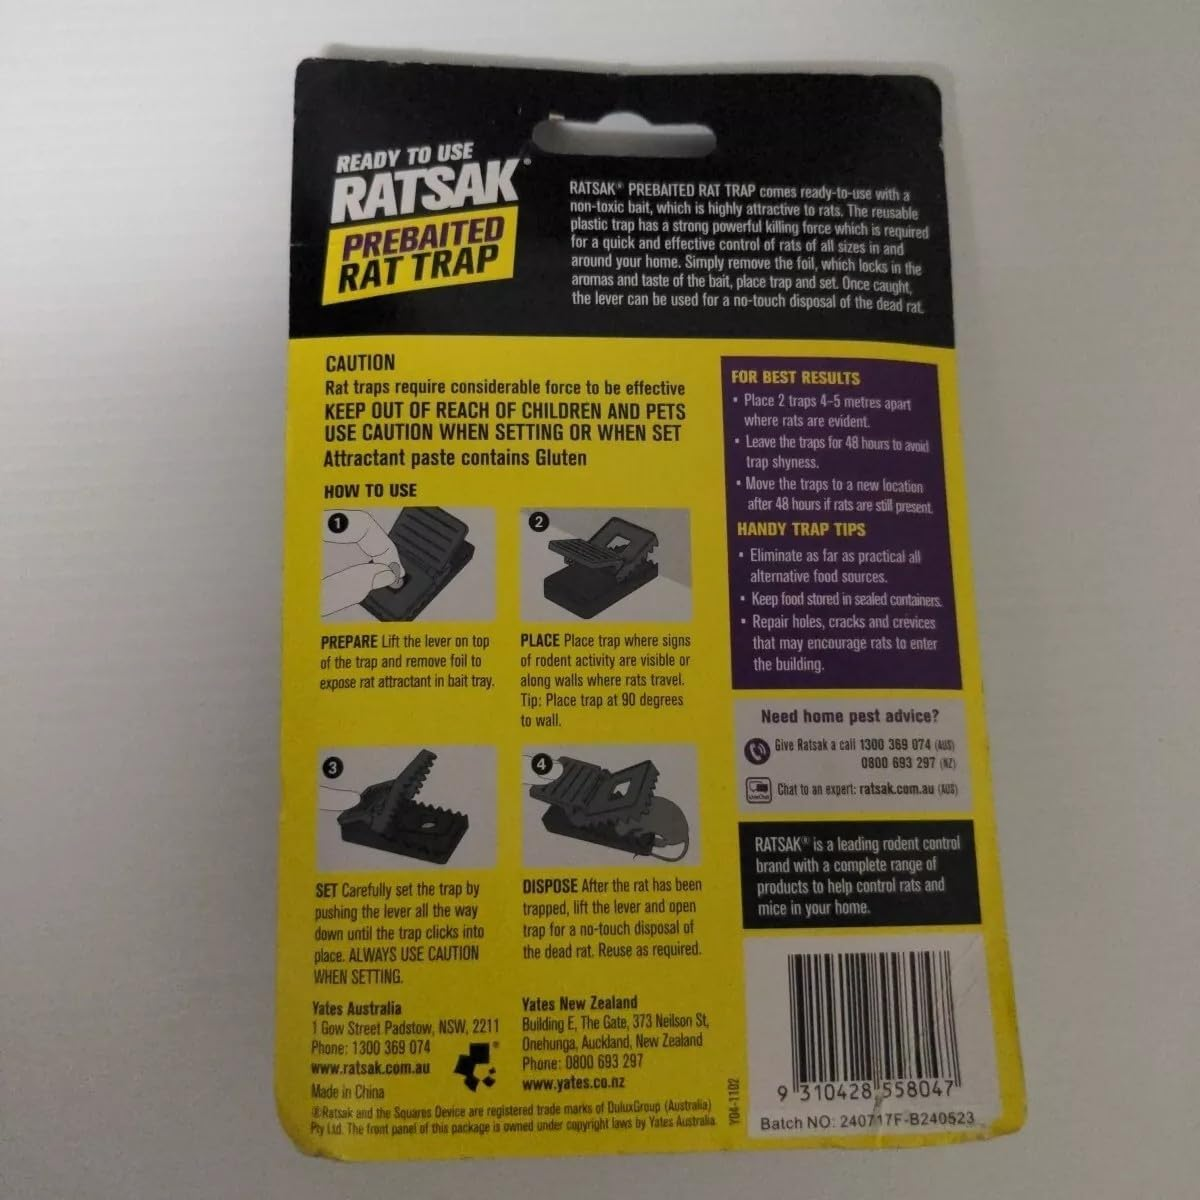 READY TO USE
RATSAK®
PREBAITED
RAT TRAP
RATSAK® PREBAITED RAT TRAP comes ready-to-use with a
non-toxic bait, which is highly attractive to rats. The reusable
plastic trap has a strong powerful killing force which is required
for a quick and effective control of rats of all sizes in and
around your home. Simply remove the foil, which locks in the
aromas and taste of the bait, place trap and set. Once caught,
the lever can be used for a no-touch disposal of the dead rat.
CAUTION
Rat traps require considerable force to be effective
KEEP OUT OF REACH OF CHILDREN AND PETS
USE CAUTION WHEN SETTING OR WHEN SET
Attractant paste contains Gluten
HOW TO USE
1
PREPARE Lift the lever on top
of the trap and remove foil to
expose rat attractant in bait tray.
2
PLACE Place trap where signs
of rodent activity are visible or
along walls where rats travel.
Tip: Place trap at 90 degrees
to wall.
3
SET Carefully set the trap by
pushing the lever all the way
down until the trap clicks into
place. ALWAYS USE CAUTION
WHEN SETTING.
4
DISPOSE After the rat has been
trapped, lift the lever and open
trap for a no-touch disposal of
the dead rat. Reuse as required.
Yates Australia
1 Gow Street Padstow, NSW, 2211
Phone: 1300 369 074
www.ratsak.com.au
Made in China
®
Yates New Zealand
Building E, The Gate, 373 Neilson St,
Onehunga, Auckland, New Zealand
Phone: 0800 693 297
www.yates.co.nz
®Ratsak and the Squares Device are registered trade marks of DuluxGroup (Australia)
Pty Ltd. The front panel of this package is owned under copyright laws by Yates Australia.
Y04-1102
FOR BEST RESULTS
• Place 2 traps 4-5 metres apart
where rats are evident.
• Leave the traps for 48 hours to avoid
trap shyness.
• Move the traps to a new location
after 48 hours if rats are still present.
HANDY TRAP TIPS
• Eliminate as far as practical all
alternative food sources.
• Keep food stored in sealed containers.
• Repair holes, cracks and crevices
that may encourage rats to enter
the building.
Need home pest advice?
Give Ratsak a call 1300 369 074 (AUS)
0800 693 297 (NZ)
LiveChat
Chat to an expert: ratsak.com.au (AUS)
RATSAK® is a leading rodent control
brand with a complete range of
products to help control rats and
mice in your home.
9 310428 558047
Batch NO: 240717F-B240523